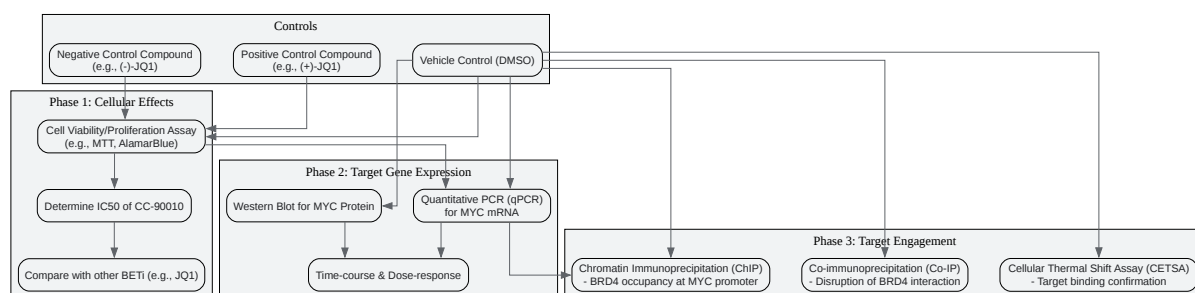 Controls
Negative Control Compound
(e.g., (-)-JQ1)
Positive Control Compound
(e.g., (+)-JQ1)
Vehicle Control (DMSO)
Phase 1: Cellular Effects
Cell Viability/Proliferation Assay
(e.g., MTT, AlamarBlue)
Determine IC50 of CC-90010
Compare with other BETi (e.g., JQ1)
Phase 2: Target Gene Expression
Western Blot for MYC Protein
Quantitative PCR (qPCR)
for MYC mRNA
Time-course & Dose-response
Phase 3: Target Engagement
Chromatin Immunoprecipitation (ChIP)
- BRD4 occupancy at MYC promoter
Co-immunoprecipitation (Co-IP)
- Disruption of BRD4 interaction
Cellular Thermal Shift Assay (CETSA)
- Target binding confirmation